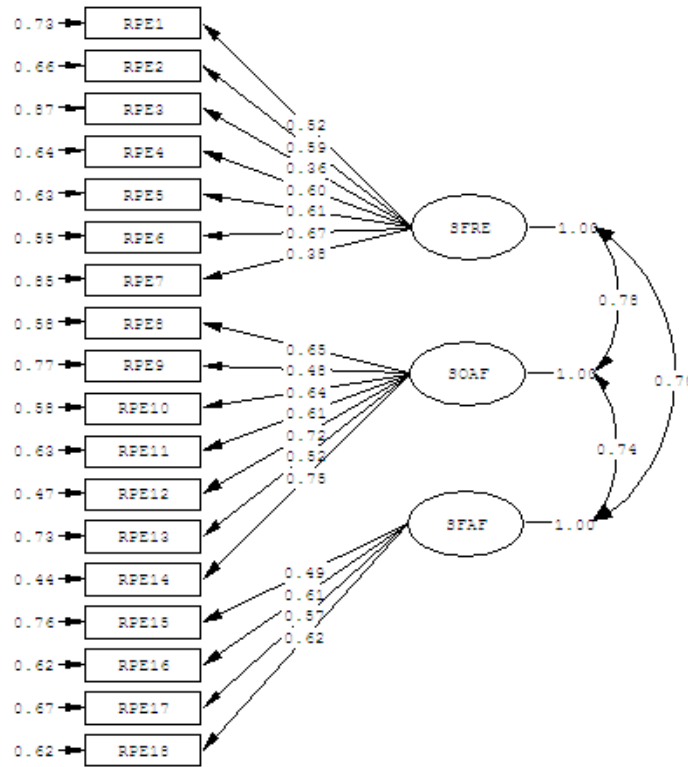 0.73 RPE1
0.66 RPE2
0.87 RPE3
0.64 RPE4
0.63 RPE5
0.55 RPE6
0.85 RPE7
0.58 RPE8
0.77 RPE9
0.58 RPE10
0.63 RPE11
0.47 RPE12
0.73 RPE13
0.44 RPE14
0.76 RPE15
0.62 RPE16
0.67 RPE17
0.62 RPE18
0.52
0.59
0.36
0.60
0.61
0.67
0.38
0.65
0.48
0.64
0.61
0.72
0.52
0.75
0.49
0.61
0.57
0.62
SFRE 1.00
SOAF 1.00
SFAF 1.00
0.78
0.74